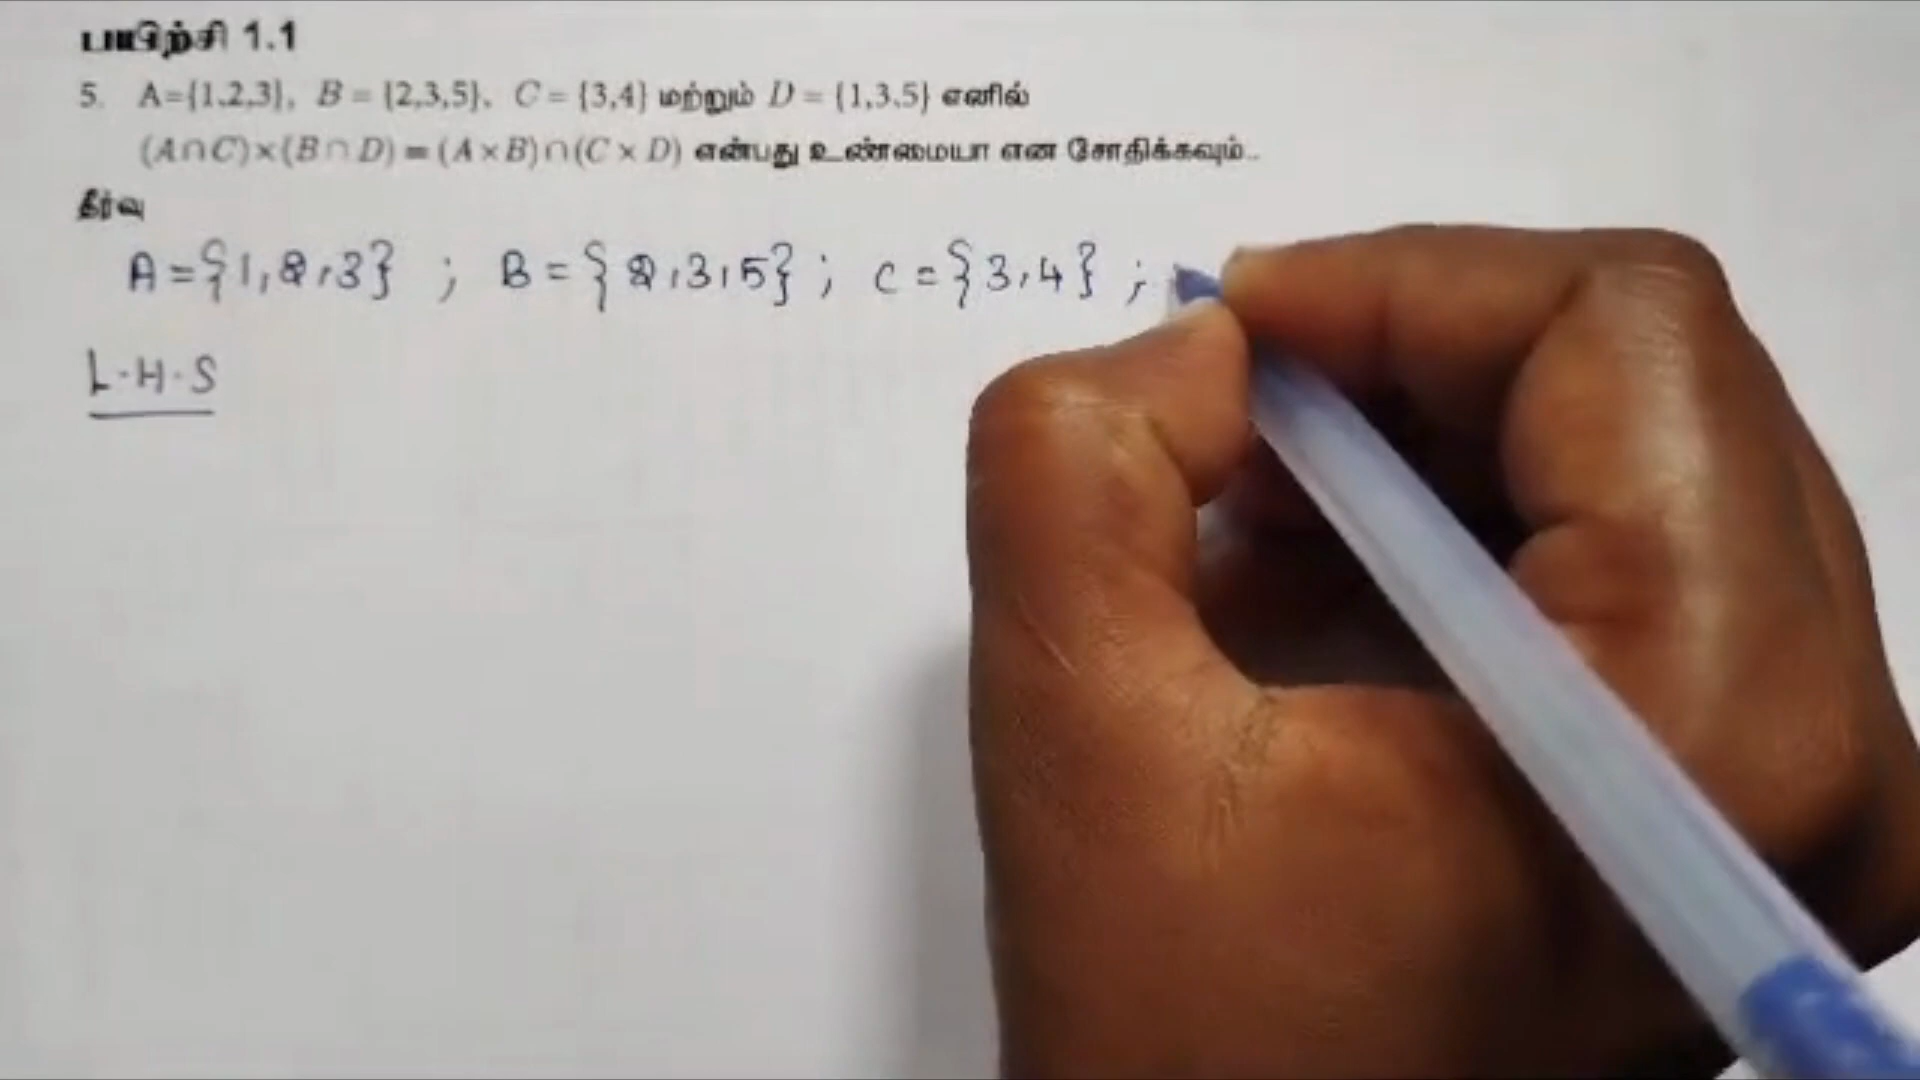 பயிற்சி 1.1
5. A={1,2,3}, B = {2,3,5}, C = {3,4} மற்றும் D = {1,3,5} எனில்
(A∩C)×(B∩D) = (A×B)∩(C×D) என்பது உண்மையா என சோதிக்கவும்..
தீர்வு
A = {1,2,3} ; B = {2,3,5} ; C = {3,4} ;
L.H.S